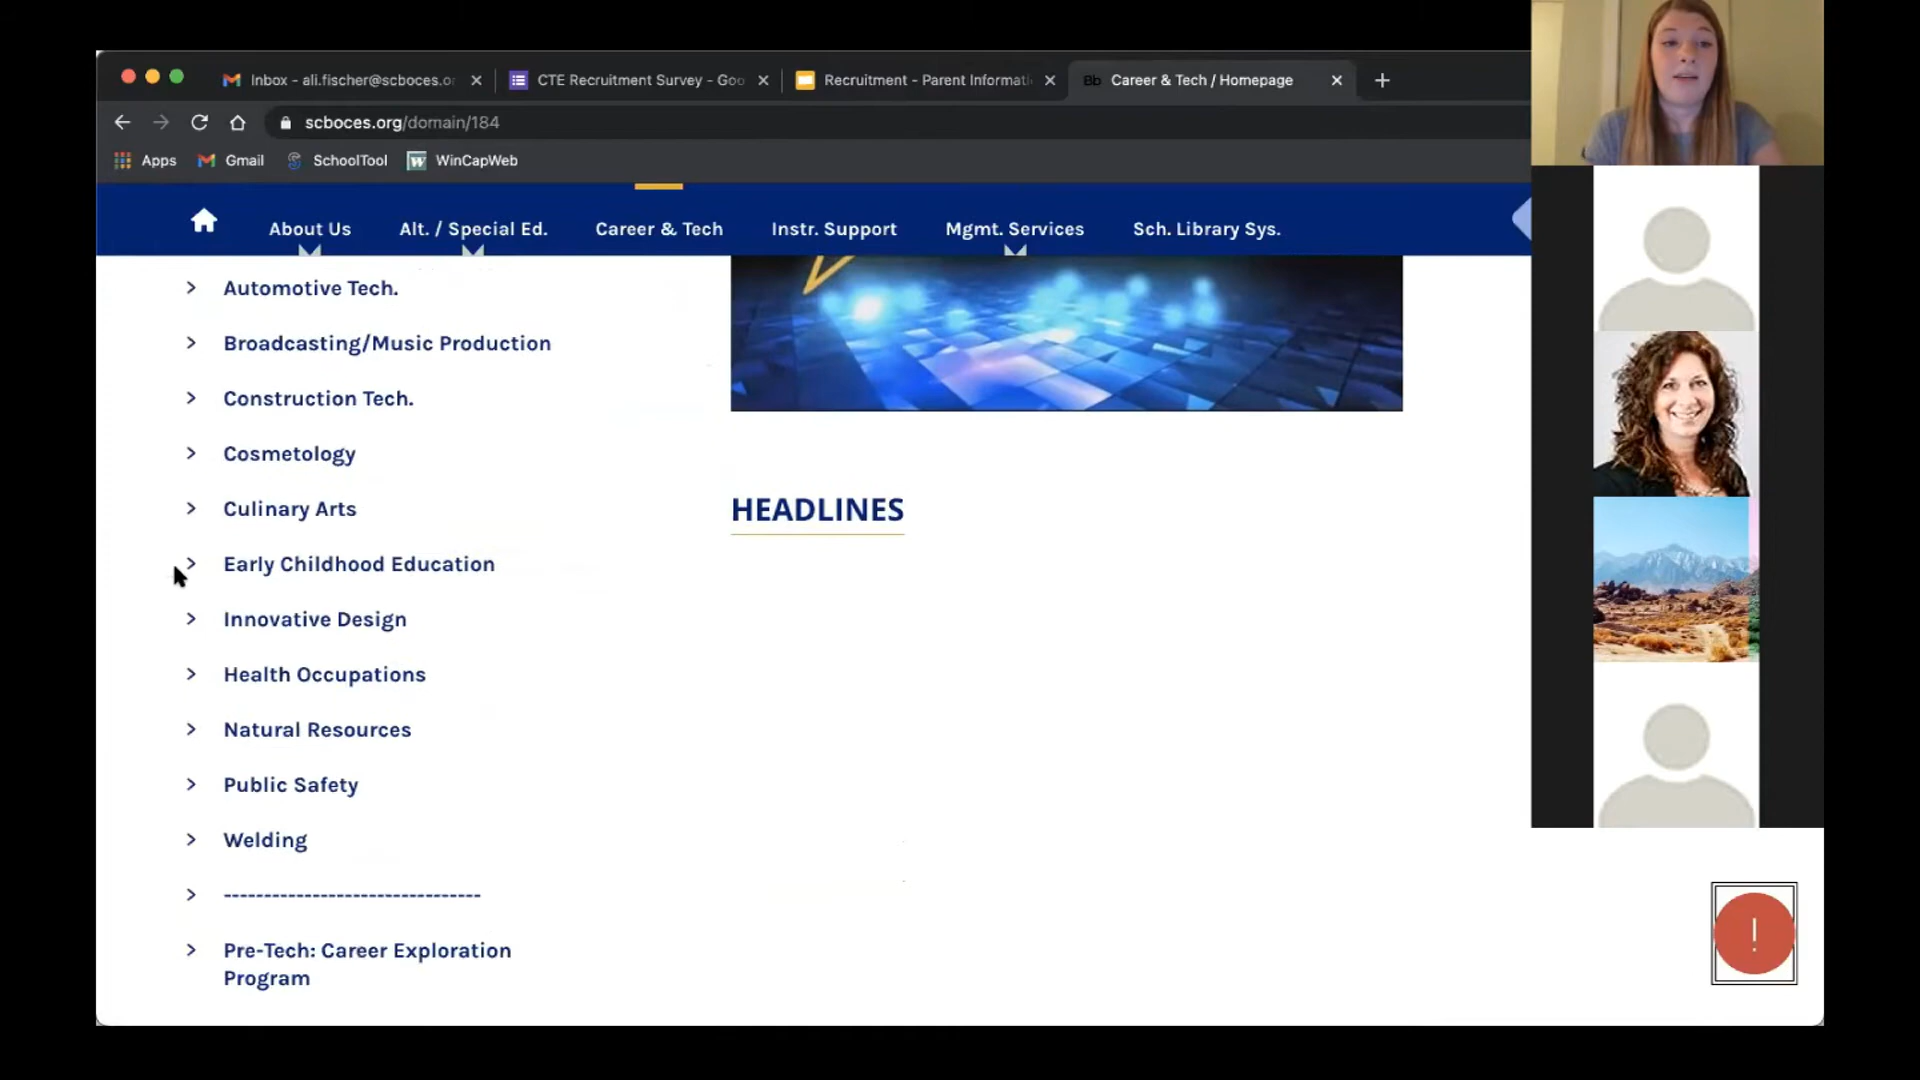 Inbox - ali.fischer@scboces.or
CTE Recruitment Survey - Goo
Recruitment - Parent Informati
Bb Career & Tech / Homepage
scboces.org/domain/184
Apps
Gmail
SchoolTool
W WinCapWeb
About Us
Alt. / Special Ed.
Career & Tech
Instr. Support
Mgmt. Services
Sch. Library Sys.
> Automotive Tech.
> Broadcasting/Music Production
> Construction Tech.
> Cosmetology
> Culinary Arts
> Early Childhood Education
> Innovative Design
> Health Occupations
> Natural Resources
> Public Safety
> Welding
> -------------------------------
> Pre-Tech: Career Exploration
Program
HEADLINES
!